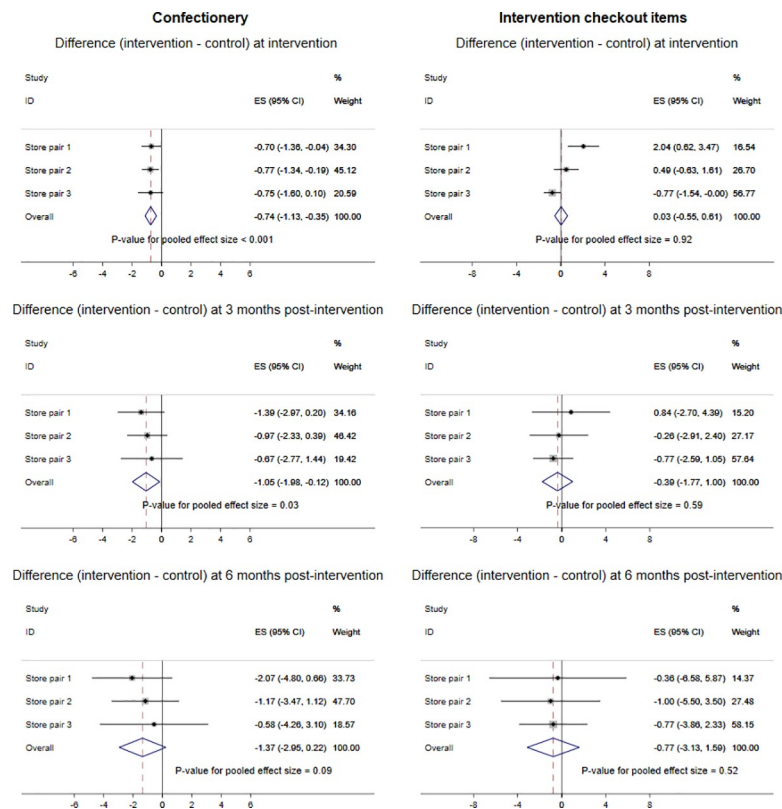 Confectionery
Difference (intervention - control) at intervention
Study %
ID ES (95% CI) Weight
Store pair 1 -0.70 (-1.36, -0.04) 34.30
Store pair 2 -0.77 (-1.34, -0.19) 45.12
Store pair 3 -0.75 (-1.60, 0.10) 20.59
Overall -0.74 (-1.13, -0.35) 100.00
P-value for pooled effect size < 0.001
-6 -4 -2 0 2 4 6
Difference (intervention - control) at 3 months post-intervention
Study %
ID ES (95% CI) Weight
Store pair 1 -1.39 (-2.97, 0.20) 34.16
Store pair 2 -0.97 (-2.33, 0.39) 46.42
Store pair 3 -0.67 (-2.77, 1.44) 19.42
Overall -1.05 (-1.98, -0.12) 100.00
P-value for pooled effect size = 0.03
-6 -4 -2 0 2 4 6
Difference (intervention - control) at 6 months post-intervention
Study %
ID ES (95% CI) Weight
Store pair 1 -2.07 (-4.80, 0.66) 33.73
Store pair 2 -1.17 (-3.47, 1.12) 47.70
Store pair 3 -0.58 (-4.26, 3.10) 18.57
Overall -1.37 (-2.95, 0.22) 100.00
P-value for pooled effect size = 0.09
-6 -4 -2 0 2 4 6
Intervention checkout items
Difference (intervention - control) at intervention
Study %
ID ES (95% CI) Weight
Store pair 1 2.04 (0.62, 3.47) 16.54
Store pair 2 0.49 (-0.63, 1.61) 26.70
Store pair 3 -0.77 (-1.54, -0.00) 56.77
Overall 0.03 (-0.55, 0.61) 100.00
P-value for pooled effect size = 0.92
-8 -4 0 4 8
Difference (intervention - control) at 3 months post-intervention
Study %
ID ES (95% CI) Weight
Store pair 1 0.84 (-2.70, 4.39) 15.20
Store pair 2 -0.26 (-2.91, 2.40) 27.17
Store pair 3 -0.77 (-2.59, 1.05) 57.64
Overall -0.39 (-1.77, 1.00) 100.00
P-value for pooled effect size = 0.59
-8 -4 0 4 8
Difference (intervention - control) at 6 months post-intervention
Study %
ID ES (95% CI) Weight
Store pair 1 -0.36 (-6.58, 5.87) 14.37
Store pair 2 -1.00 (-5.50, 3.50) 27.48
Store pair 3 -0.77 (-3.86, 2.33) 58.15
Overall -0.77 (-3.13, 1.59) 100.00
P-value for pooled effect size = 0.52
-8 -4 0 4 8